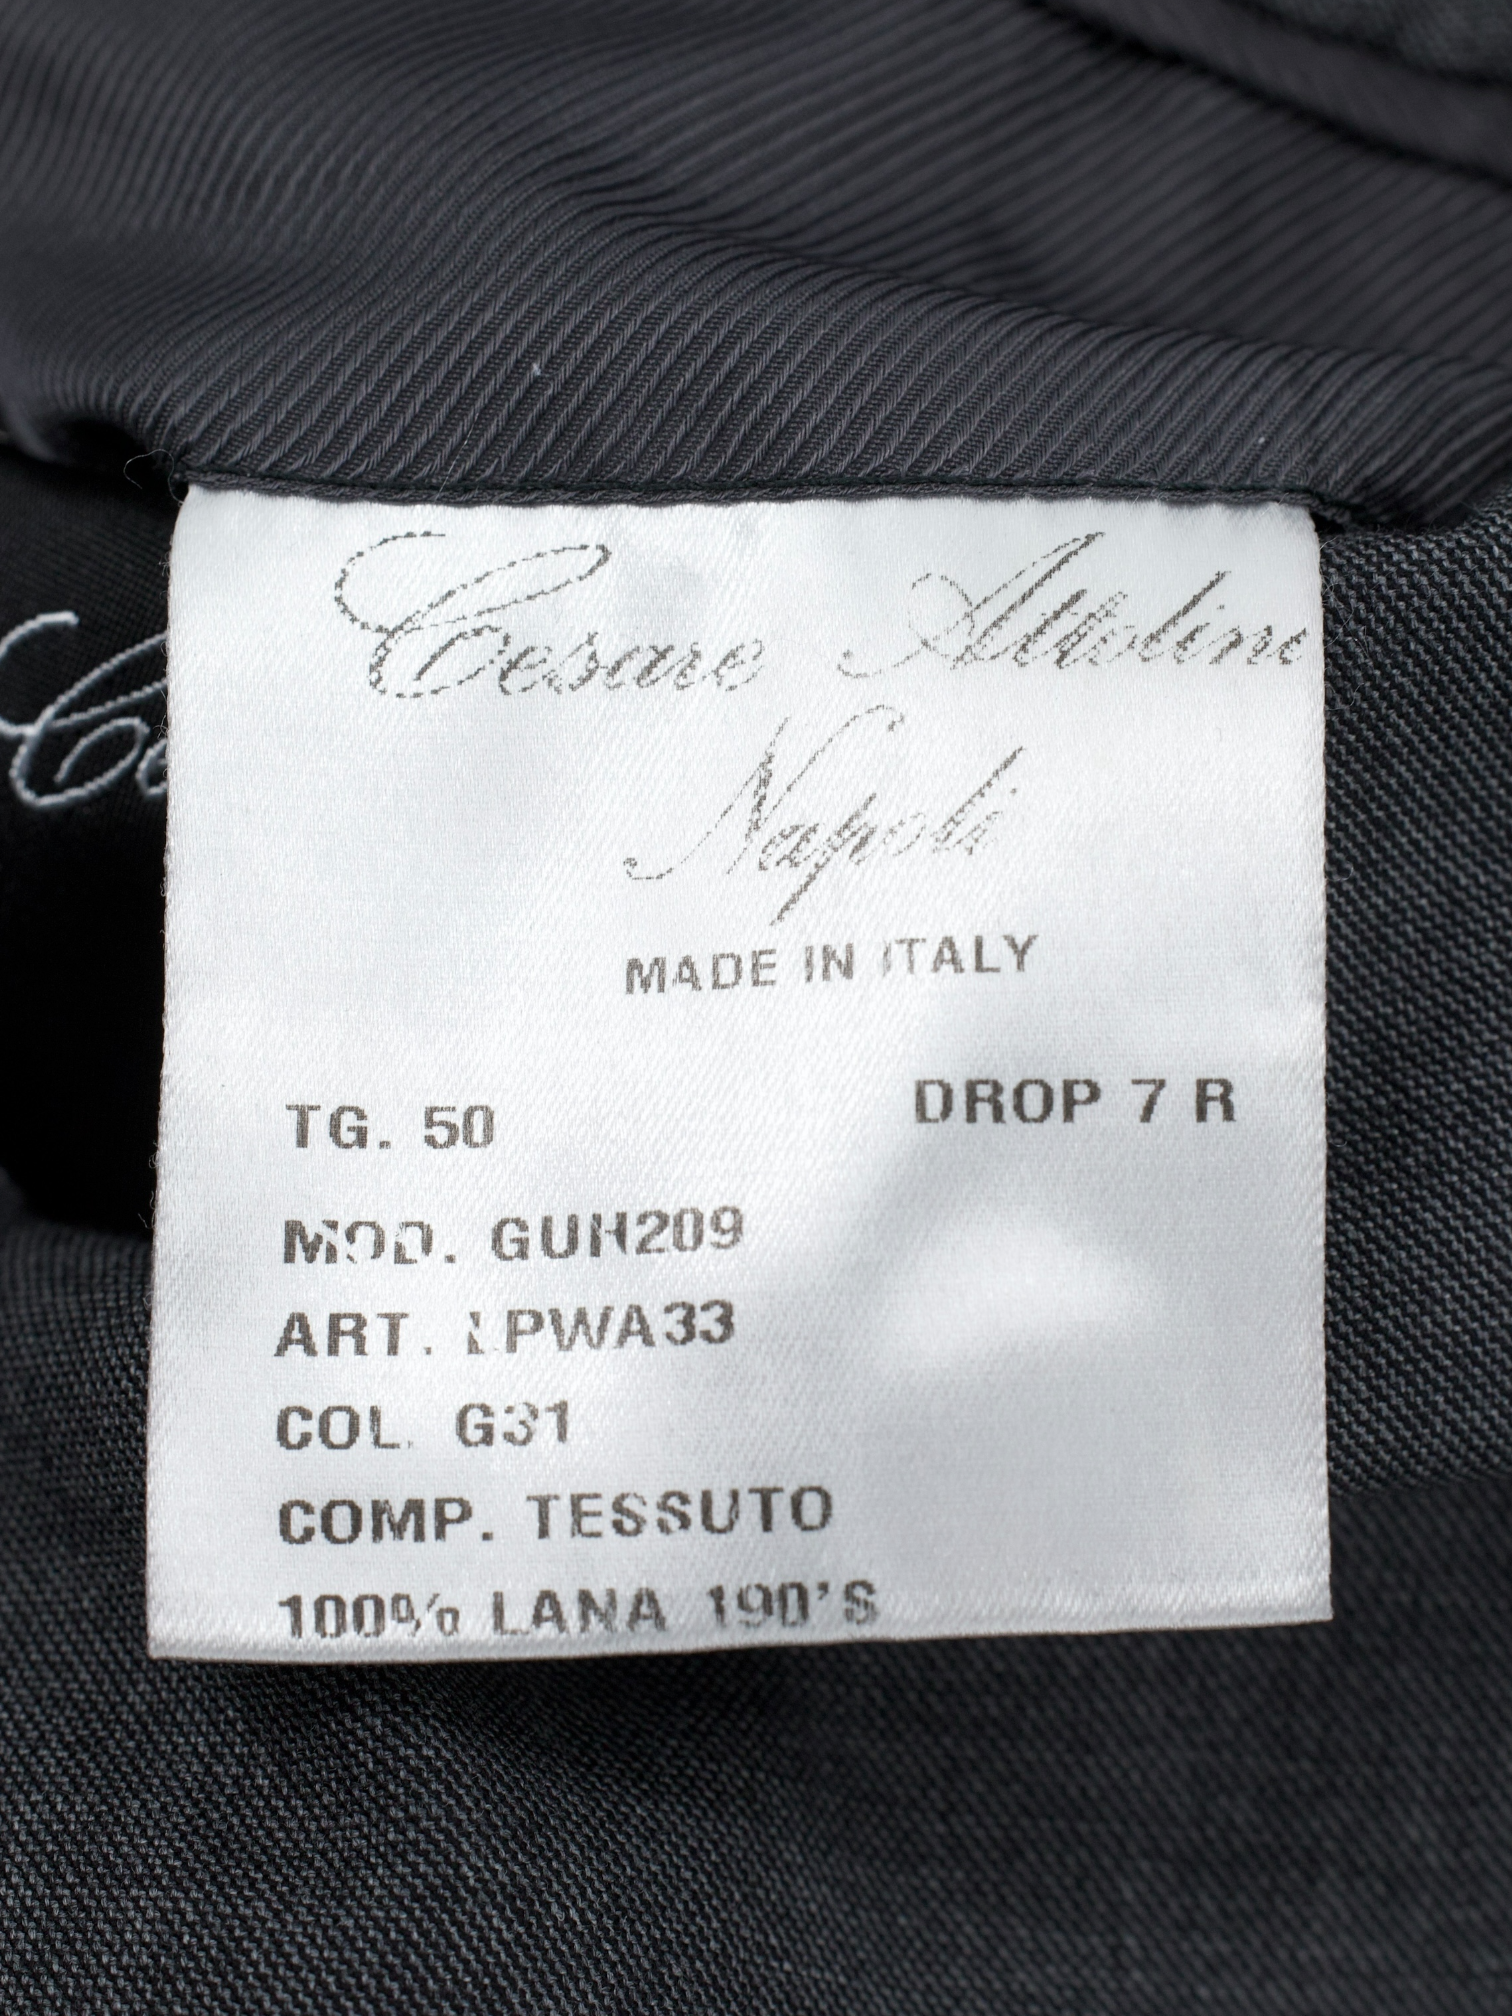 Cesare Attolini
Napoli
MADE IN ITALY
TG. 50 DROP 7 R
MOD. GUH209
ART. LPWA33
COL. G31
COMP. TESSUTO
100% LANA 190'S